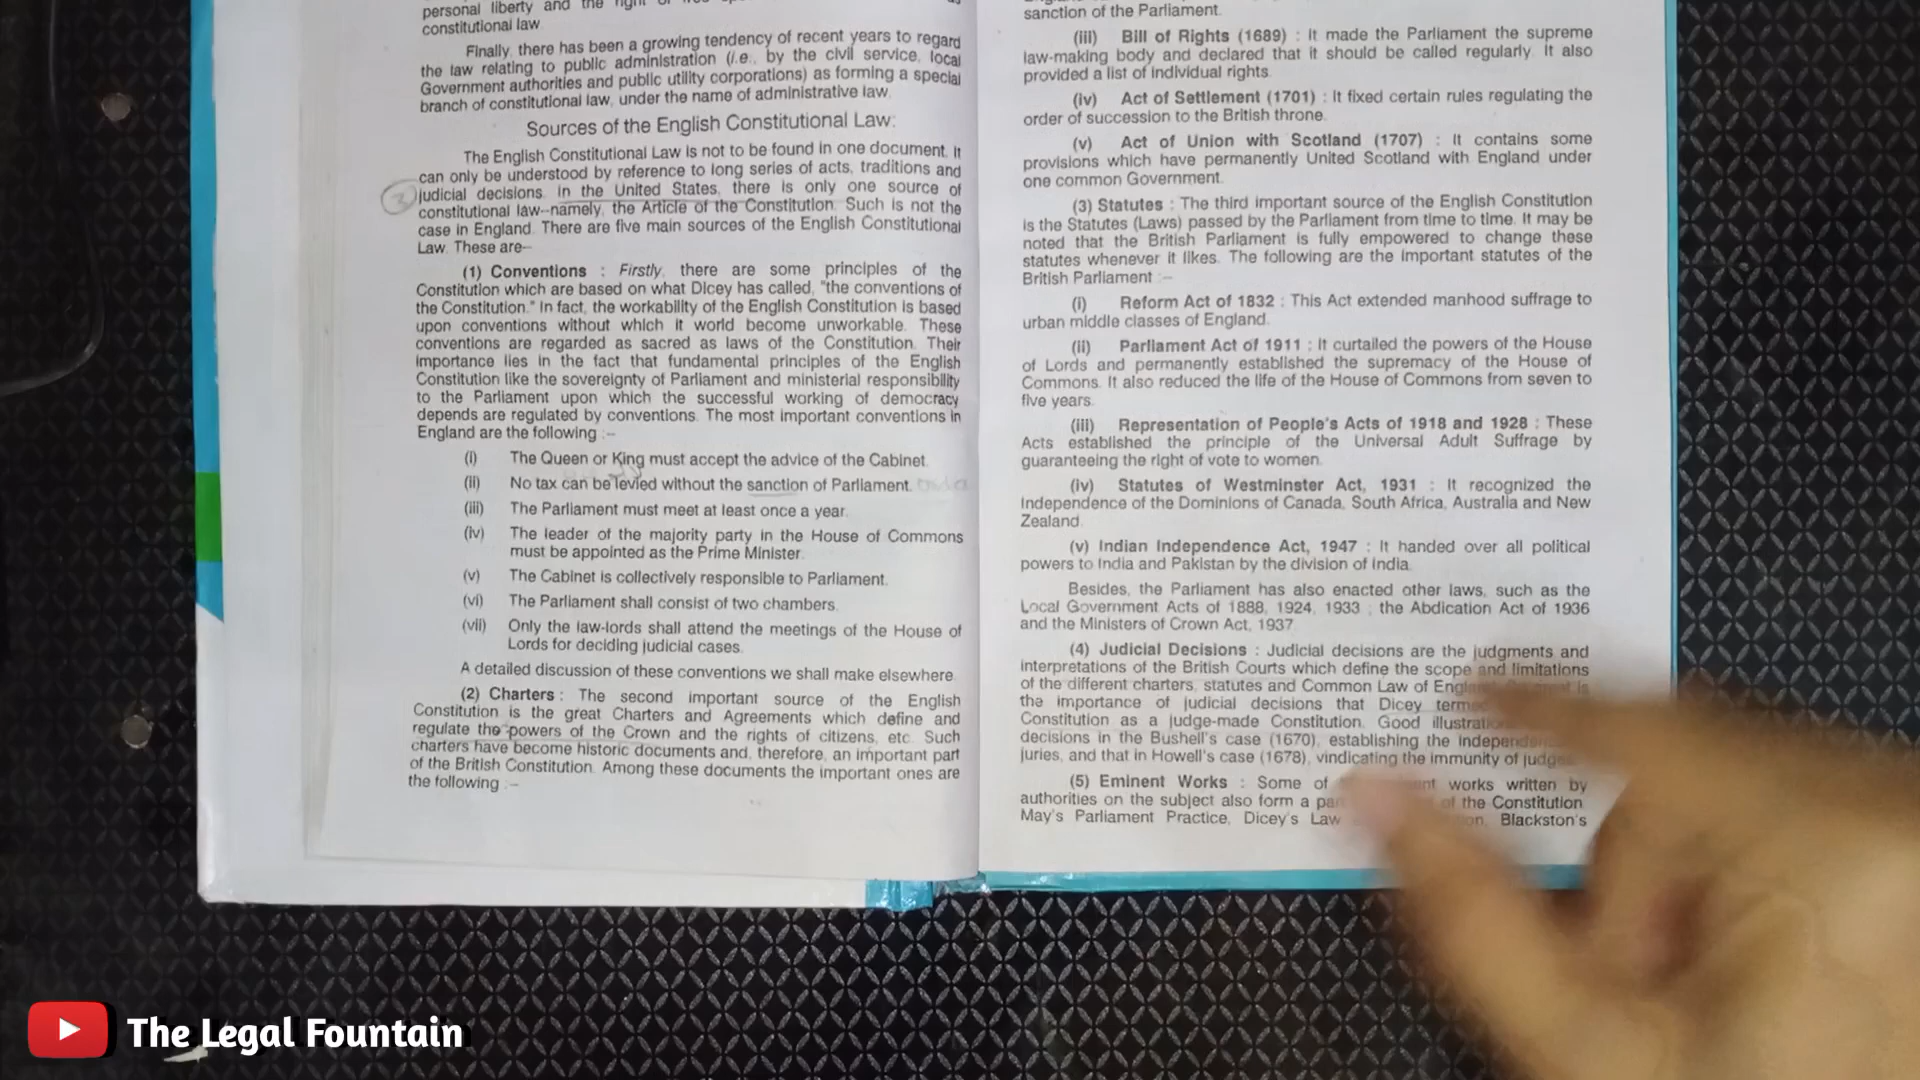 personal liberty and the right
constitutional law.
Finally, there has been a growing tendency of recent years to regard
the law relating to public administration (i.e., by the civil service, local
Government authorities and public utility corporations) as forming a special
branch of constitutional law, under the name of administrative law.
Sources of the English Constitutional Law:
The English Constitutional Law is not to be found in one document. It
can only be understood by reference to long series of acts, traditions and
judicial decisions. In the United States, there is only one source of
constitutional law--namely, the Article of the Constitution. Such is not the
case in England. There are five main sources of the English Constitutional
Law. These are--
(1) Conventions : Firstly, there are some principles of the
Constitution which are based on what Dicey has called, "the conventions of
the Constitution." In fact, the workability of the English Constitution is based
upon conventions without which it world become unworkable. These
conventions are regarded as sacred as laws of the Constitution. Their
importance lies in the fact that fundamental principles of the English
Constitution like the sovereignty of Parliament and ministerial responsibility
to the Parliament upon which the successful working of democracy
depends are regulated by conventions. The most important conventions in
England are the following :--
(i) The Queen or King must accept the advice of the Cabinet.
(ii) No tax can be levied without the sanction of Parliament.
(iii) The Parliament must meet at least once a year.
(iv) The leader of the majority party in the House of Commons
must be appointed as the Prime Minister.
(v) The Cabinet is collectively responsible to Parliament.
(vi) The Parliament shall consist of two chambers.
(vii) Only the law-lords shall attend the meetings of the House of
Lords for deciding judicial cases.
A detailed discussion of these conventions we shall make elsewhere.
(2) Charters : The second important source of the English
Constitution is the great Charters and Agreements which define and
regulate the powers of the Crown and the rights of citizens, etc. Such
charters have become historic documents and, therefore, an important part
of the British Constitution. Among these documents the important ones are
the following :--
sanction of the Parliament.
(iii) Bill of Rights (1689) : It made the Parliament the supreme
law-making body and declared that it should be called regularly. It also
provided a list of individual rights.
(iv) Act of Settlement (1701) : It fixed certain rules regulating the
order of succession to the British throne.
(v) Act of Union with Scotland (1707) : It contains some
provisions which have permanently United Scotland with England under
one common Government.
(3) Statutes : The third important source of the English Constitution
is the Statutes (Laws) passed by the Parliament from time to time. It may be
noted that the British Parliament is fully empowered to change these
statutes whenever it likes. The following are the important statutes of the
British Parliament :--
(i) Reform Act of 1832 : This Act extended manhood suffrage to
urban middle classes of England.
(ii) Parliament Act of 1911 : It curtailed the powers of the House
of Lords and permanently established the supremacy of the House of
Commons. It also reduced the life of the House of Commons from seven to
five years.
(iii) Representation of People's Acts of 1918 and 1928 : These
Acts established the principle of the Universal Adult Suffrage by
guaranteeing the right of vote to women.
(iv) Statutes of Westminster Act, 1931 : It recognized the
Independence of the Dominions of Canada, South Africa, Australia and New
Zealand.
(v) Indian Independence Act, 1947 : It handed over all political
powers to India and Pakistan by the division of India.
Besides, the Parliament has also enacted other laws, such as the
Local Government Acts of 1888, 1924, 1933 ; the Abdication Act of 1936
and the Ministers of Crown Act, 1937.
(4) Judicial Decisions : Judicial decisions are the judgments and
interpretations of the British Courts which define the scope and limitations
of the different charters, statutes and Common Law of
the importance of judicial decisions that Dicey
Constitution as a judge-made Constitution. Good
decisions in the Bushell's case (1670), establishing the
juries, and that in Howell's case (1678), vindicating the immunity of
(5) Eminent Works : Some of works written by
authorities on the subject also form a of the Constitution
May's Parliament Practice, Dicey's Law Blackston's
The Legal Fountain